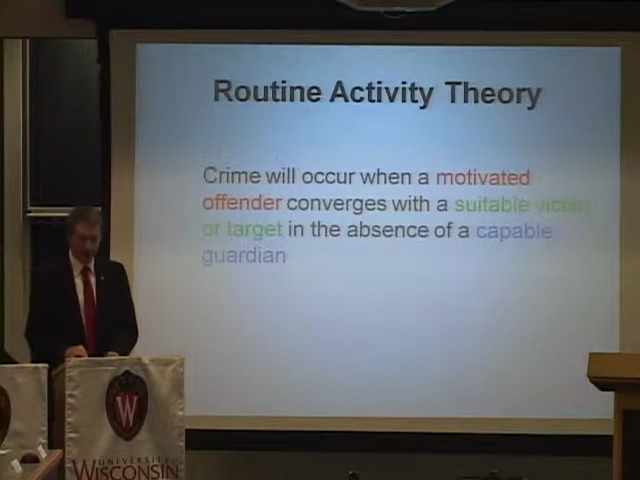 Routine Activity Theory
Crime will occur when a motivated
offender converges with a suitable victim
or target in the absence of a capable
guardian
W
UNIVERSITY
WISCONSIN